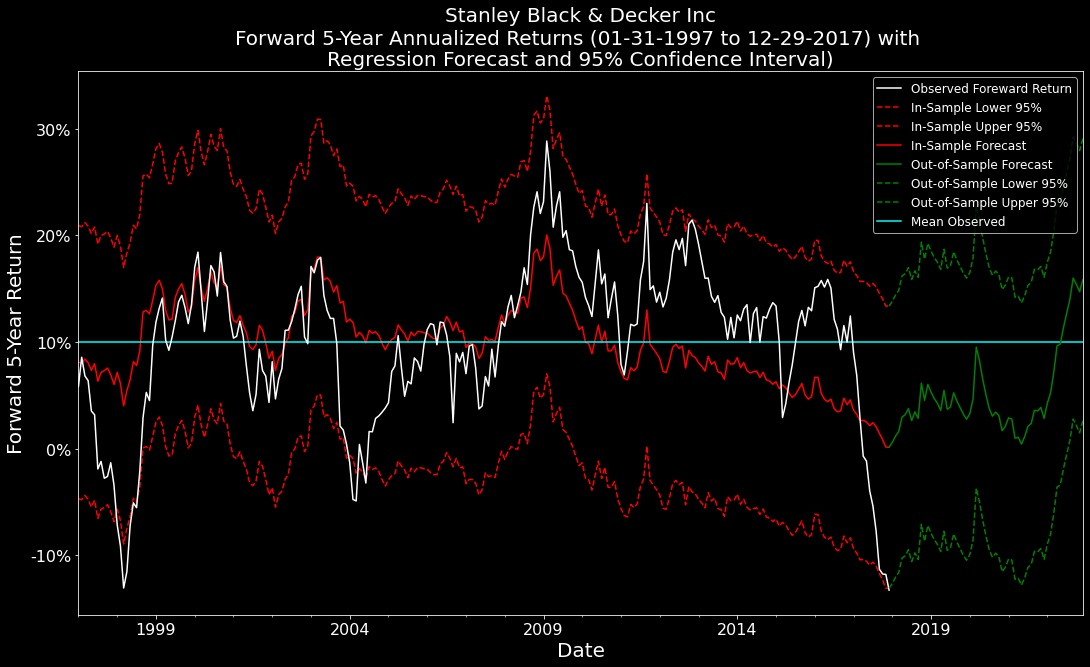 Stanley Black & Decker Inc
Forward 5-Year Annualized Returns (01-31-1997 to 12-29-2017) with
Regression Forecast and 95% Confidence Interval)
Observed Foreward Return
In-Sample Lower 95%
In-Sample Upper 95%
In-Sample Forecast
Out-of-Sample Forecast
Out-of-Sample Lower 95%
Out-of-Sample Upper 95%
Mean Observed
Forward 5-Year Return
30%
20%
10%
0%
-10%
1999
2004
2009
2014
2019
Date